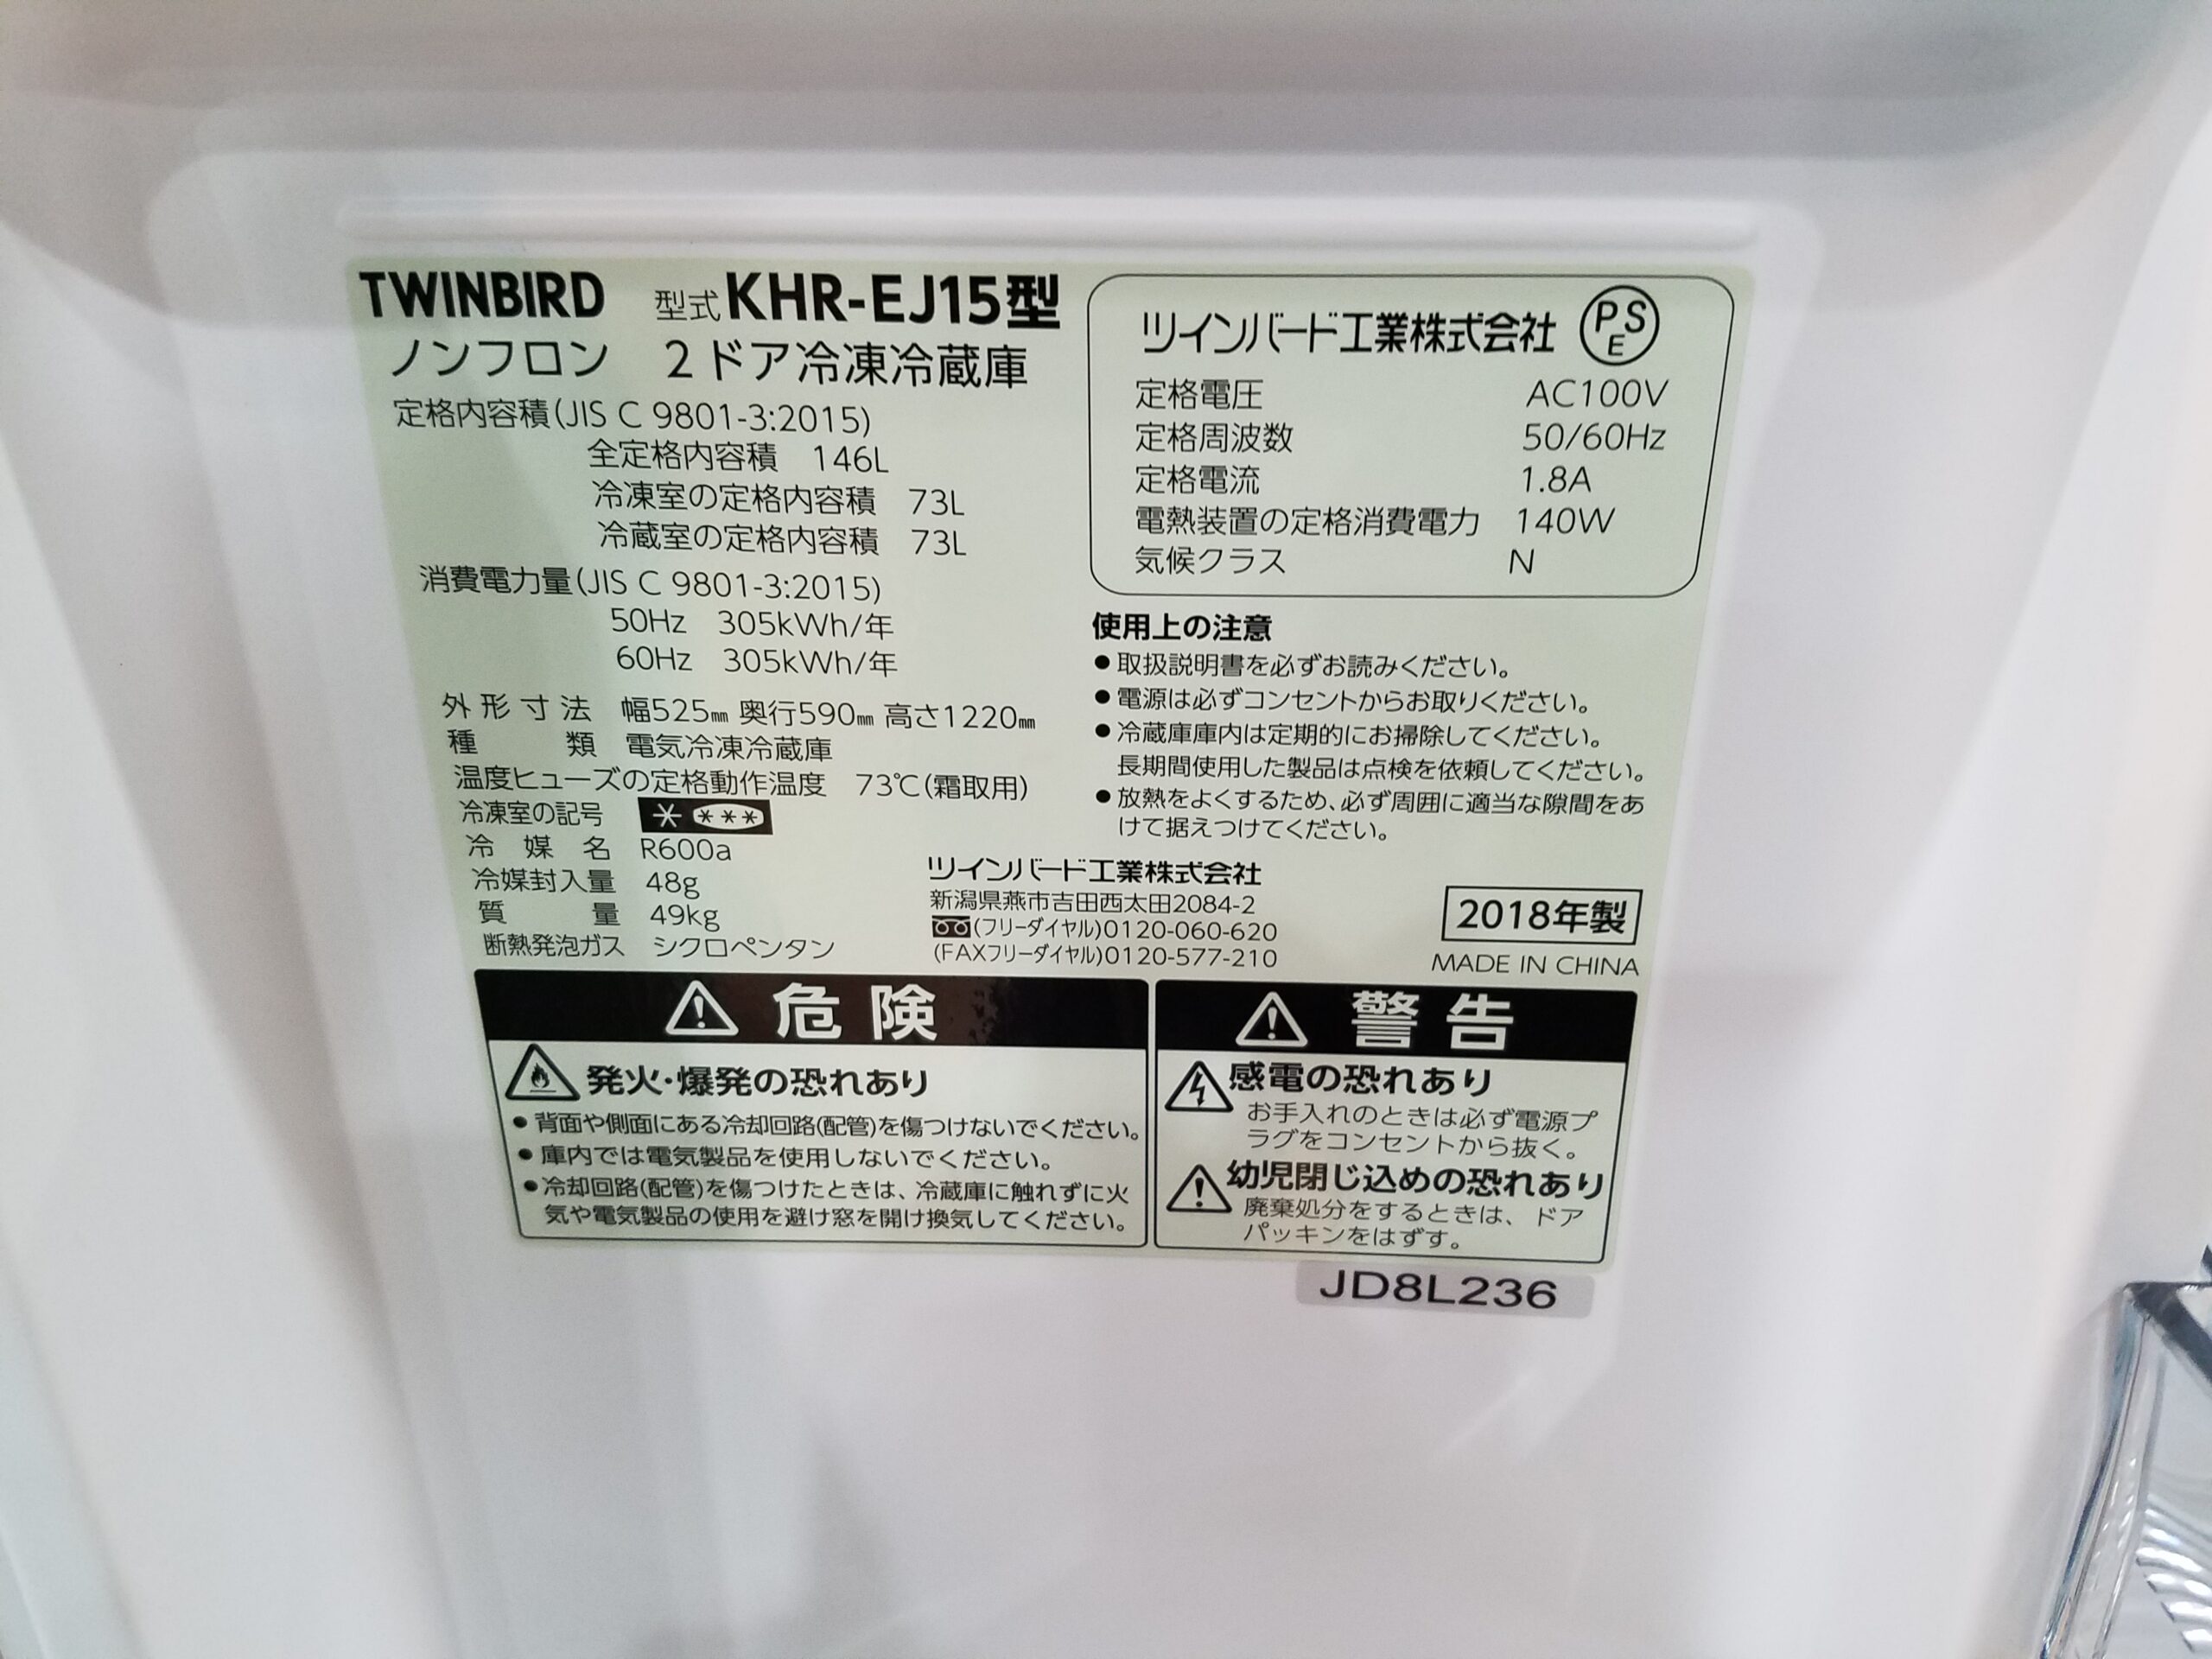 TWINBIRD 型式 KHR-EJ15型
ノンフロン 2ドア冷凍冷蔵庫
定格内容積(JIS C 9801-3:2015)
全定格内容積 146L
冷凍室の定格内容積 73L
冷蔵室の定格内容積 73L
消費電力量(JIS C 9801-3:2015)
50Hz 305kWh/年
60Hz 305kWh/年
外形寸法 幅525㎜ 奥行590㎜ 高さ1220㎜
種類 電気冷凍冷蔵庫
温度ヒューズの定格動作温度 73℃(霜取用)
冷凍室の記号 * ***
冷媒名 R600a
冷媒封入量 48g
質量 49kg
断熱発泡ガス シクロペンタン
ツインバード工業株式会社 PSE
定格電圧 AC100V
定格周波数 50/60Hz
定格電流 1.8A
電熱装置の定格消費電力 140W
気候クラス N
使用上の注意
●取扱説明書を必ずお読みください。
●電源は必ずコンセントからお取りください。
●冷蔵庫庫内は定期的にお掃除してください。
長期間使用した製品は点検を依頼してください。
●放熱をよくするため、必ず周囲に適当な隙間をあ
けて据えつけてください。
ツインバード工業株式会社
新潟県燕市吉田西太田2084-2
(フリーダイヤル)0120-060-620
(FAXフリーダイヤル)0120-577-210
2018年製
MADE IN CHINA
危険
発火・爆発の恐れあり
●背面や側面にある冷却回路(配管)を傷つけないでください。
●庫内では電気製品を使用しないでください。
●冷却回路(配管)を傷つけたときは、冷蔵庫に触れずに火
気や電気製品の使用を避け窓を開け換気してください。
警告
感電の恐れあり
お手入れのときは必ず電源プ
ラグをコンセントから抜く。
幼児閉じ込めの恐れあり
廃棄処分をするときは、ドア
パッキンをはずす。
JD8L236